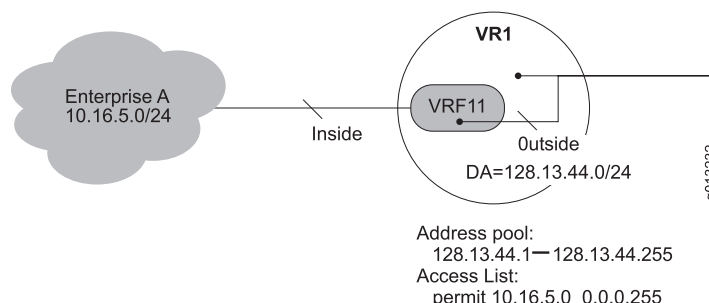 VR1
Enterprise A
10.16.5.0/24
VRF11
Inside
Outside
DA=128.13.44.0/24
Address pool:
128.13.44.1—128.13.44.255
Access List:
permit 10.16.5.0 0.0.0.255